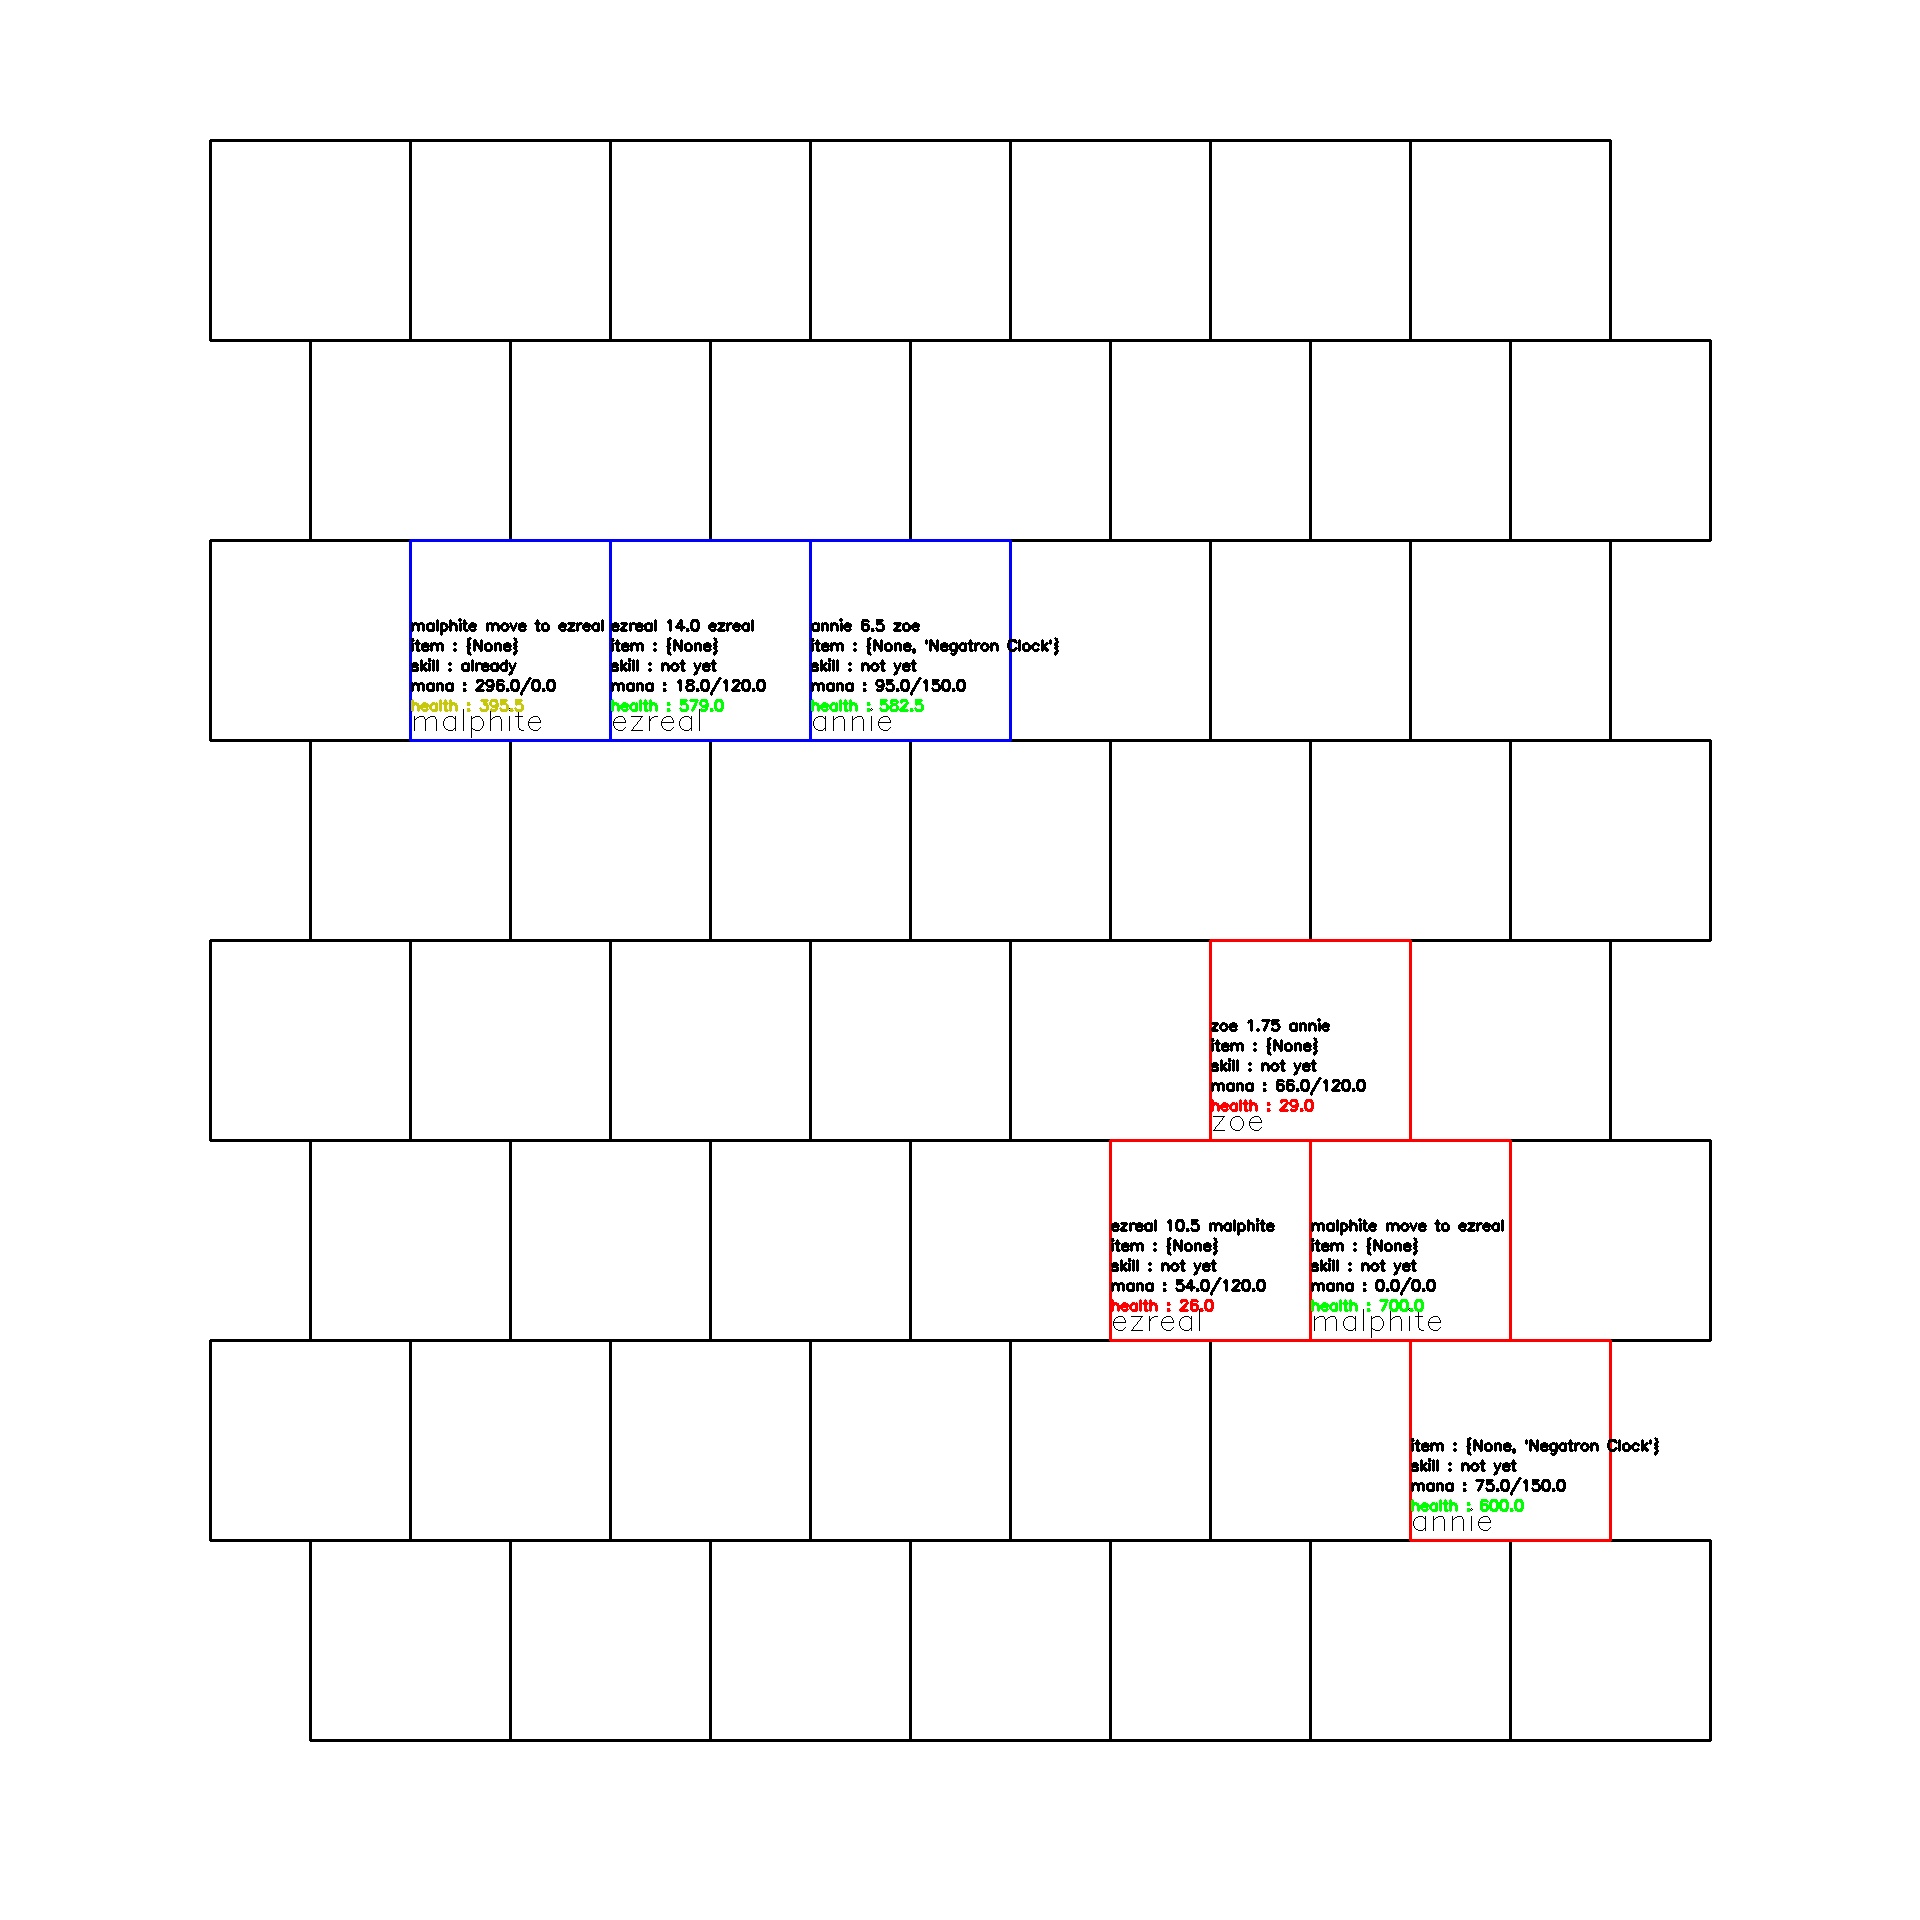 malphite move to ezreal
item : {None}
skill : already
mana : 296.0/0.0
health : 395.5
malphite
ezreal 14.0 ezreal
item : {None}
skill : not yet
mana : 18.0/120.0
health : 579.0
ezreal
annie 6.5 zoe
item : {None, 'Negatron Clock'}
skill : not yet
mana : 95.0/150.0
health : 582.5
annie
zoe 1.75 annie
item : {None}
skill : not yet
mana : 66.0/120.0
health : 29.0
zoe
ezreal 10.5 malphite
item : {None}
skill : not yet
mana : 54.0/120.0
health : 26.0
ezreal
malphite move to ezreal
item : {None}
skill : not yet
mana : 0.0/0.0
health : 700.0
malphite
item : {None, 'Negatron Clock'}
skill : not yet
mana : 75.0/150.0
health : 600.0
annie